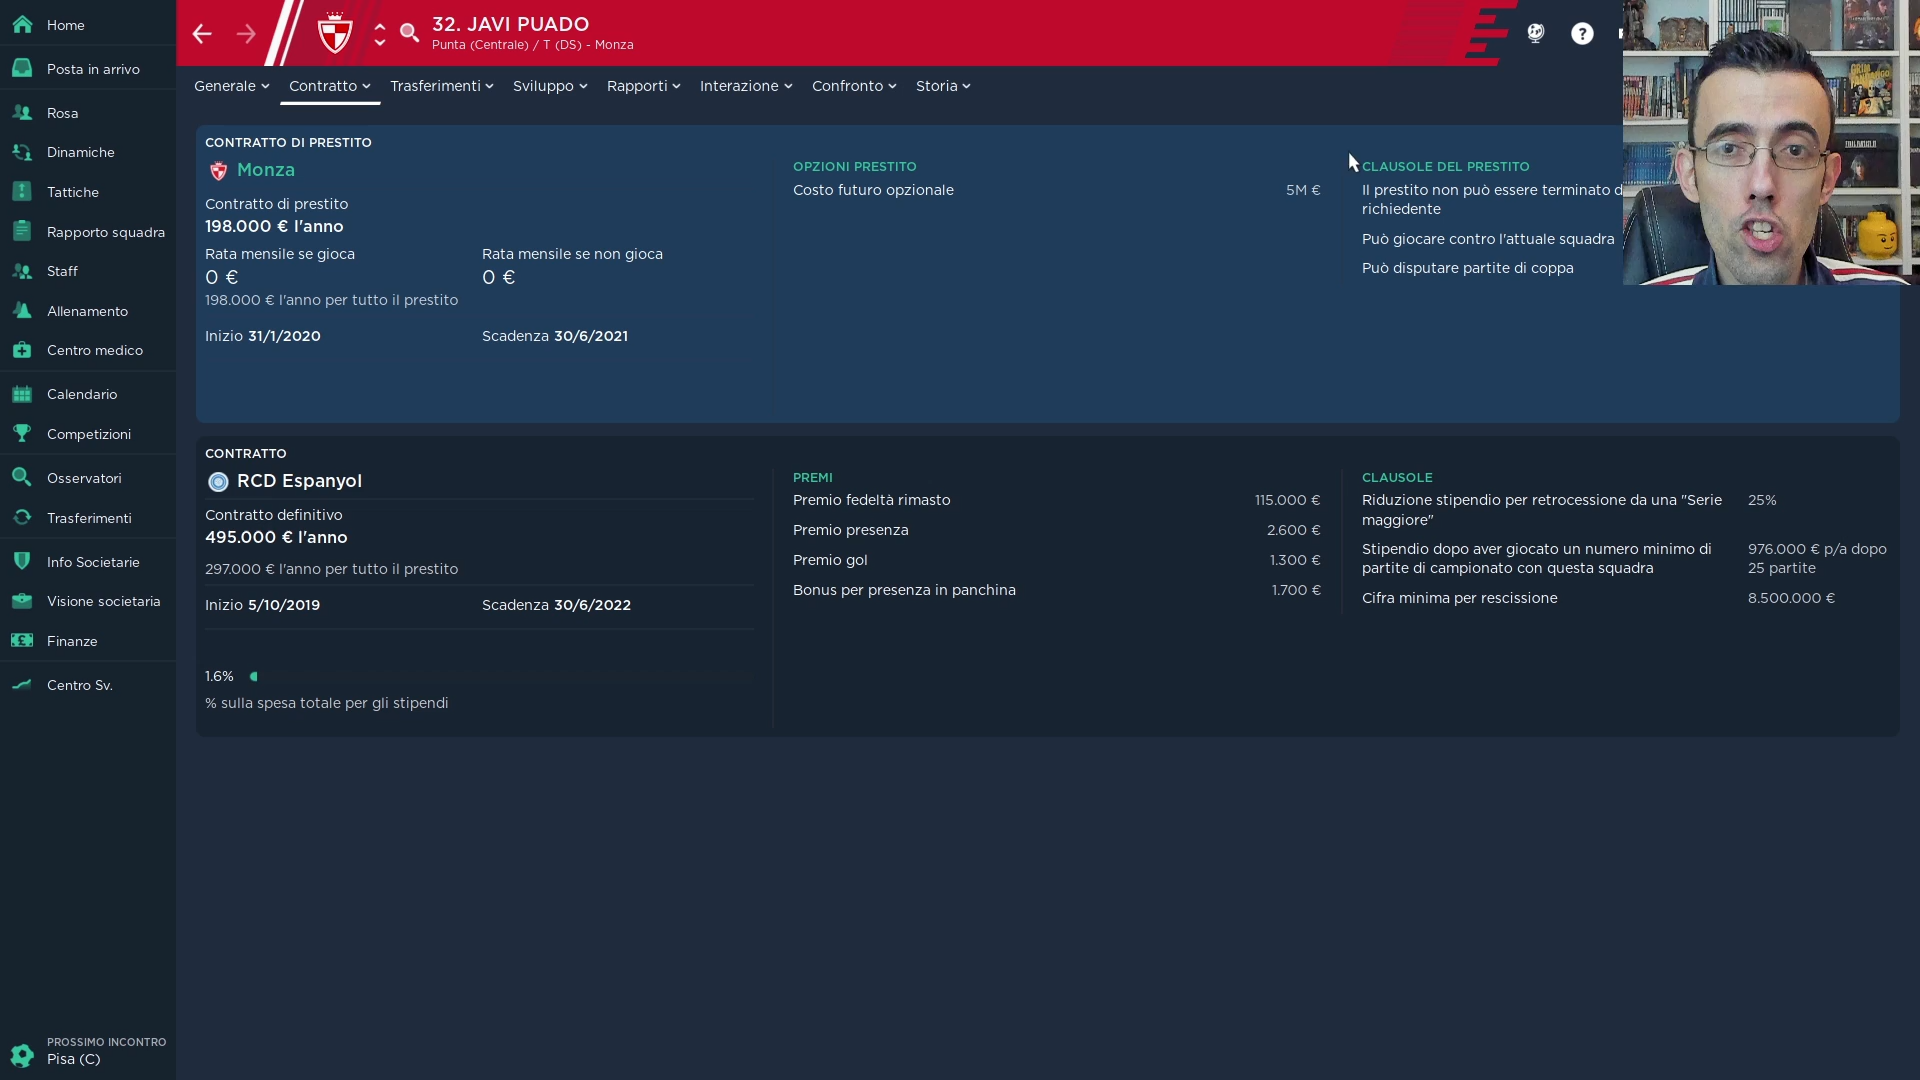 Home
Posta in arrivo
Rosa
Dinamiche
Tattiche
Rapporto squadra
Staff
Allenamento
Centro medico
Calendario
Competizioni
Osservatori
Trasferimenti
Info Societarie
Visione societaria
Finanze
Centro Sv.
PROSSIMO INCONTRO
Pisa (C)
32. JAVI PUADO
Punta (Centrale) / T (DS) - Monza
?
Generale Contratto Trasferimenti Sviluppo Rapporti Interazione Confronto Storia
CONTRATTO DI PRESTITO
Monza
Contratto di prestito
198.000 € l'anno
Rata mensile se gioca Rata mensile se non gioca
0 € 0 €
198.000 € l'anno per tutto il prestito
Inizio 31/1/2020 Scadenza 30/6/2021
OPZIONI PRESTITO
Costo futuro opzionale 5M €
CLAUSOLE DEL PRESTITO
Il prestito non può essere terminato d
richiedente
Può giocare contro l'attuale squadra
Può disputare partite di coppa
CONTRATTO
RCD Espanyol
Contratto definitivo
495.000 € l'anno
297.000 € l'anno per tutto il prestito
Inizio 5/10/2019 Scadenza 30/6/2022
1.6%
% sulla spesa totale per gli stipendi
PREMI
Premio fedeltà rimasto 115.000 €
Premio presenza 2.600 €
Premio gol 1.300 €
Bonus per presenza in panchina 1.700 €
CLAUSOLE
Riduzione stipendio per retrocessione da una "Serie 25%
maggiore"
Stipendio dopo aver giocato un numero minimo di 976.000 € p/a dopo
partite di campionato con questa squadra 25 partite
Cifra minima per rescissione 8.500.000 €
GRIM
FANDANGO